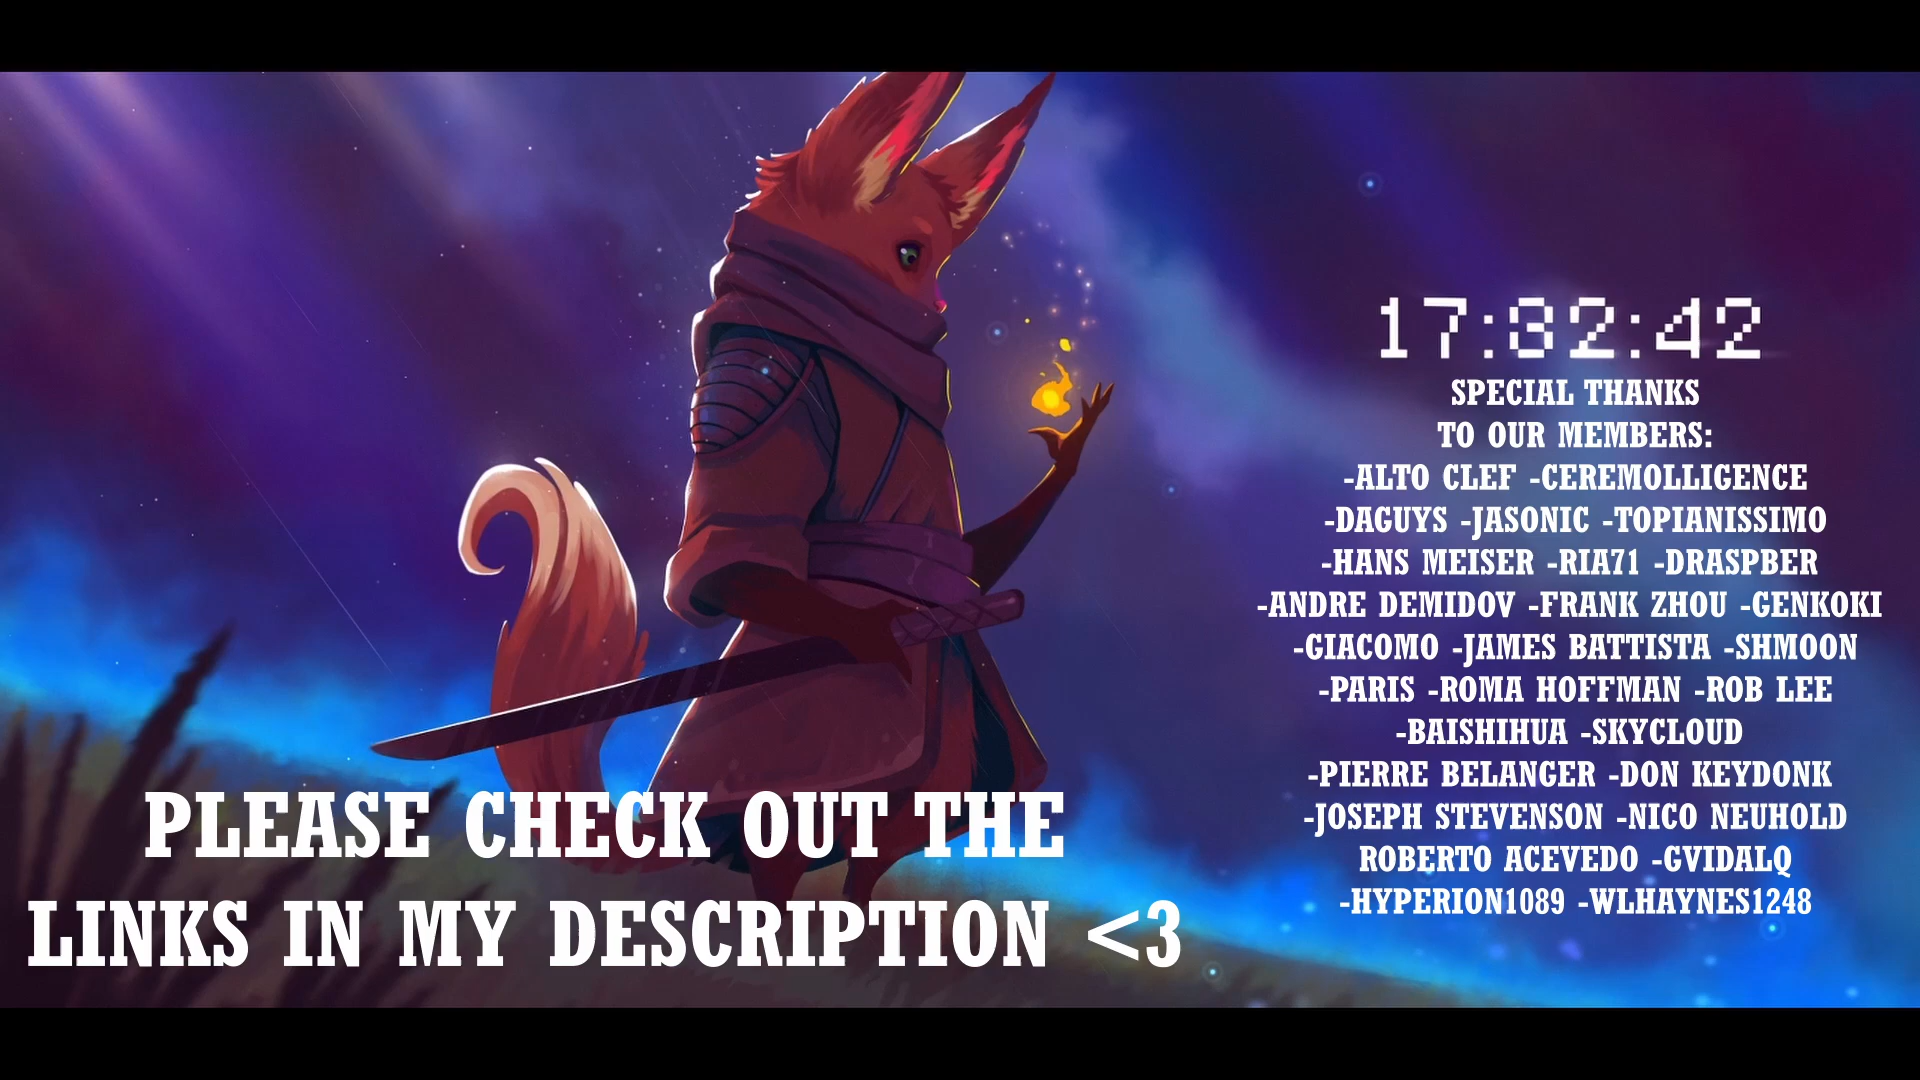 17:32:42
SPECIAL THANKS
TO OUR MEMBERS:
-ALTO CLEF -CEREMOLLIGENCE
-DAGUYS -JASONIC -TOPIANISSIMO
-HANS MEISER -RIA71 -DRASPBER
-ANDRE DEMIDOV -FRANK ZHOU -GENKOKI
-GIACOMO -JAMES BATTISTA -SHMOON
-PARIS -ROMA HOFFMAN -ROB LEE
-BAISHIHUA -SKYCLOUD
-PIERRE BELANGER -DON KEYDONK
-JOSEPH STEVENSON -NICO NEUHOLD
ROBERTO ACEVEDO -GVIDALQ
-HYPERION1089 -WLHAYNES1248
PLEASE CHECK OUT THE
LINKS IN MY DESCRIPTION <3